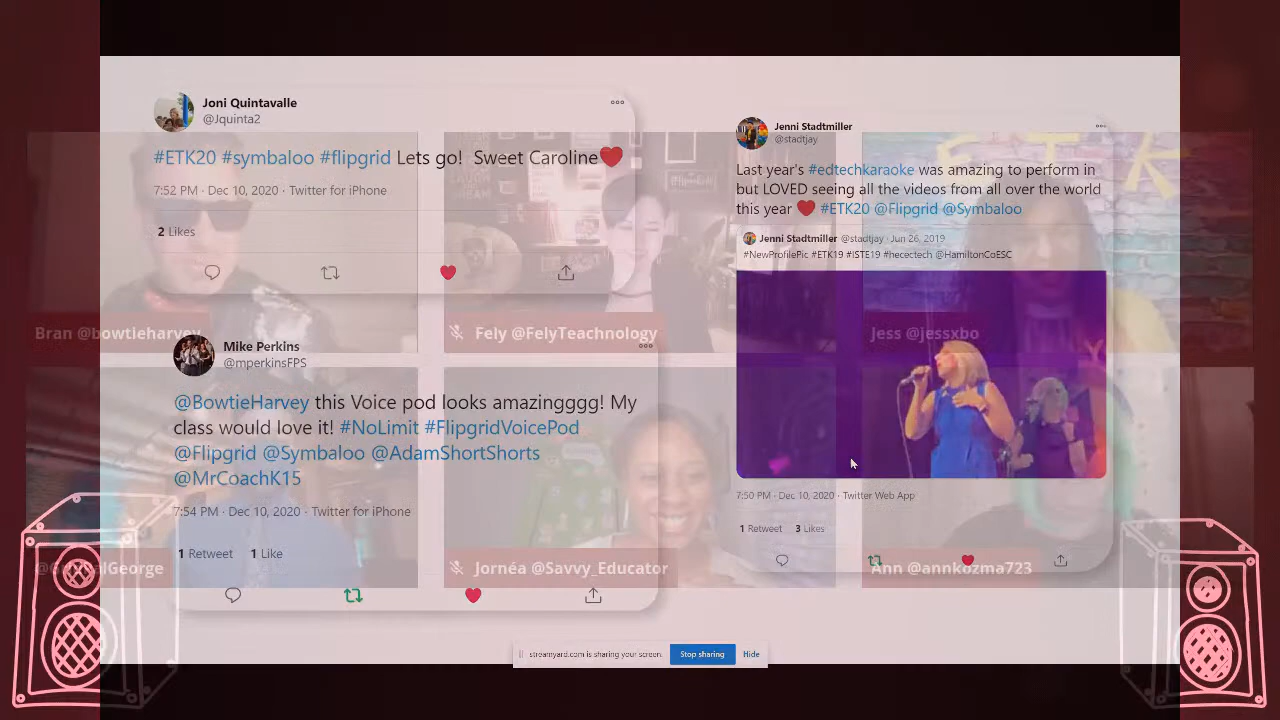 Joni Quintavalle
@Jquinta2
#ETK20 #symbaloo #flipgrid Lets go! Sweet Caroline❤️
7:52 PM · Dec 10, 2020 · Twitter for iPhone
2 Likes
Bran @bowtieharvey
Fely @FelyTeachnology
Jess @jessxbo
Mike Perkins
@mperkinsFPS
@BowtieHarvey this Voice pod looks amazingggg! My
class would love it! #NoLimit #FlipgridVoicePod
@Flipgrid @Symbaloo @AdamShortShorts
@MrCoachK15
7:54 PM · Dec 10, 2020 · Twitter for iPhone
1 Retweet 1 Like
Jenni Stadtmiller
@stadtjay
Last year's #edtechkaraoke was amazing to perform in
but LOVED seeing all the videos from all over the world
this year ❤️ #ETK20 @Flipgrid @Symbaloo
Jenni Stadtmiller @stadtjay · Jun 26, 2019
#NewProfilePic #ETK19 #ISTE19 #hecectech @HamiltonCoESC
7:50 PM · Dec 10, 2020 · Twitter Web App
1 Retweet 3 Likes
Jornéa @Savvy_Educator
Ann @annkozma723
streamyard.com is sharing your screen. Stop sharing Hide
E T K